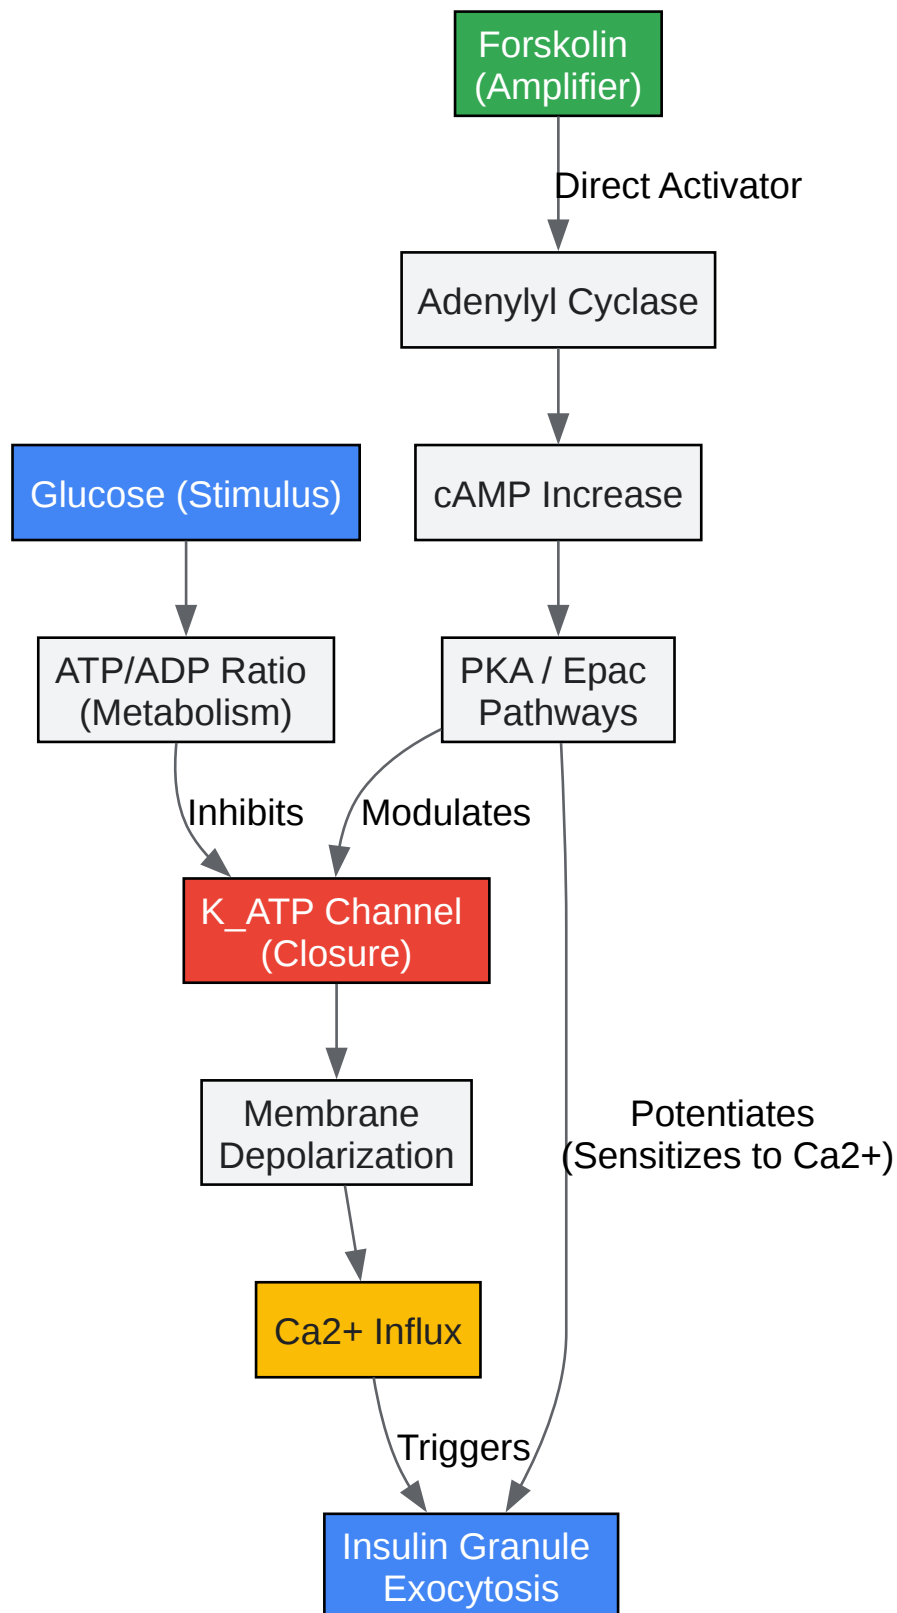 Forskolin
(Amplifier)
Direct Activator
Adenylyl Cyclase
Glucose (Stimulus)
cAMP Increase
ATP/ADP Ratio
(Metabolism)
PKA / Epac
Pathways
Inhibits
Modulates
K_ATP Channel
(Closure)
Membrane
Depolarization
Potentiates
(Sensitizes to Ca2+)
Ca2+ Influx
Triggers
Insulin Granule
Exocytosis